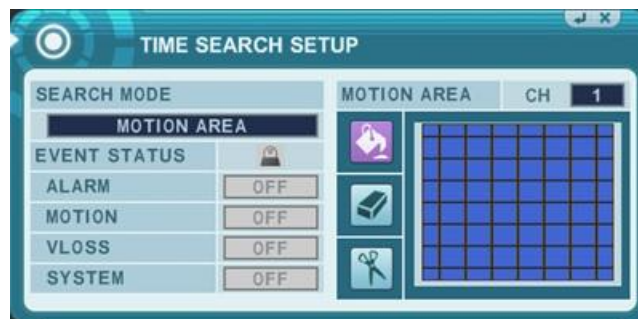 TIME SEARCH SETUP
SEARCH MODE
MOTION AREA
EVENT STATUS
ALARM OFF
MOTION OFF
VLOSS OFF
SYSTEM OFF
MOTION AREA CH 1